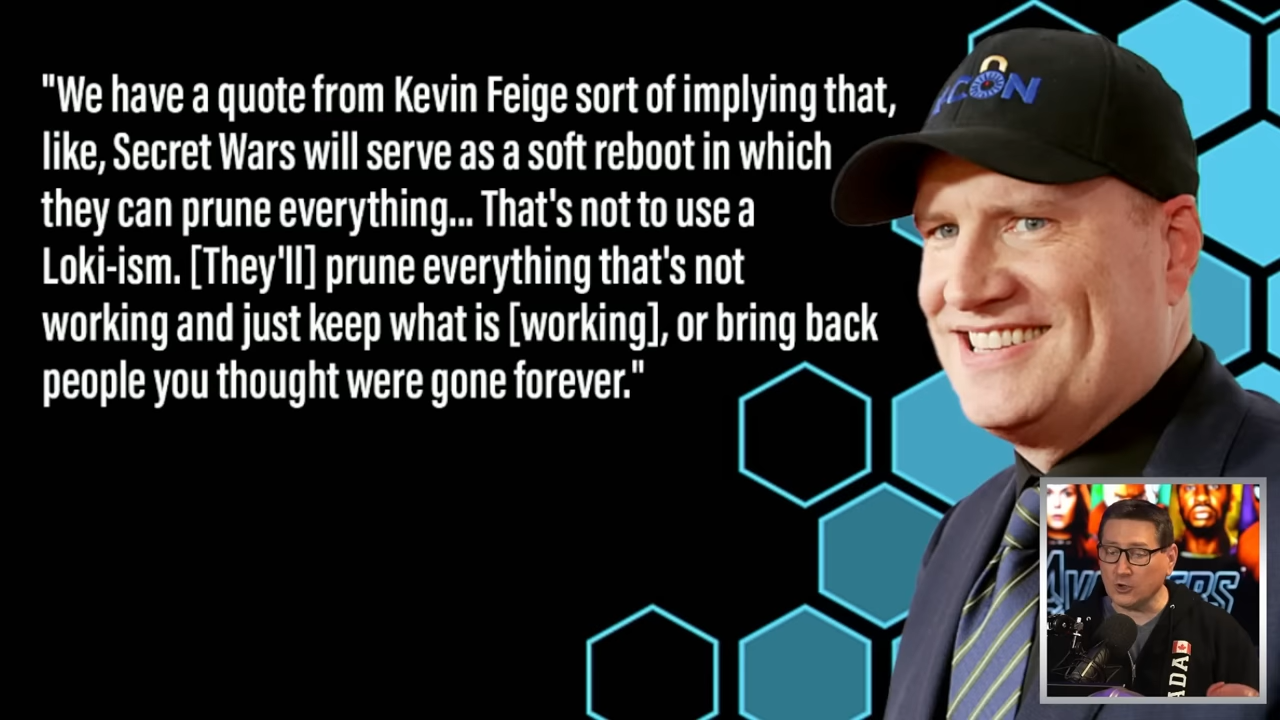 "We have a quote from Kevin Feige sort of implying that,
like, Secret Wars will serve as a soft reboot in which
they can prune everything... That's not to use a
Loki-ism. [They'll] prune everything that's not
working and just keep what is [working], or bring back
people you thought were gone forever."
ADA